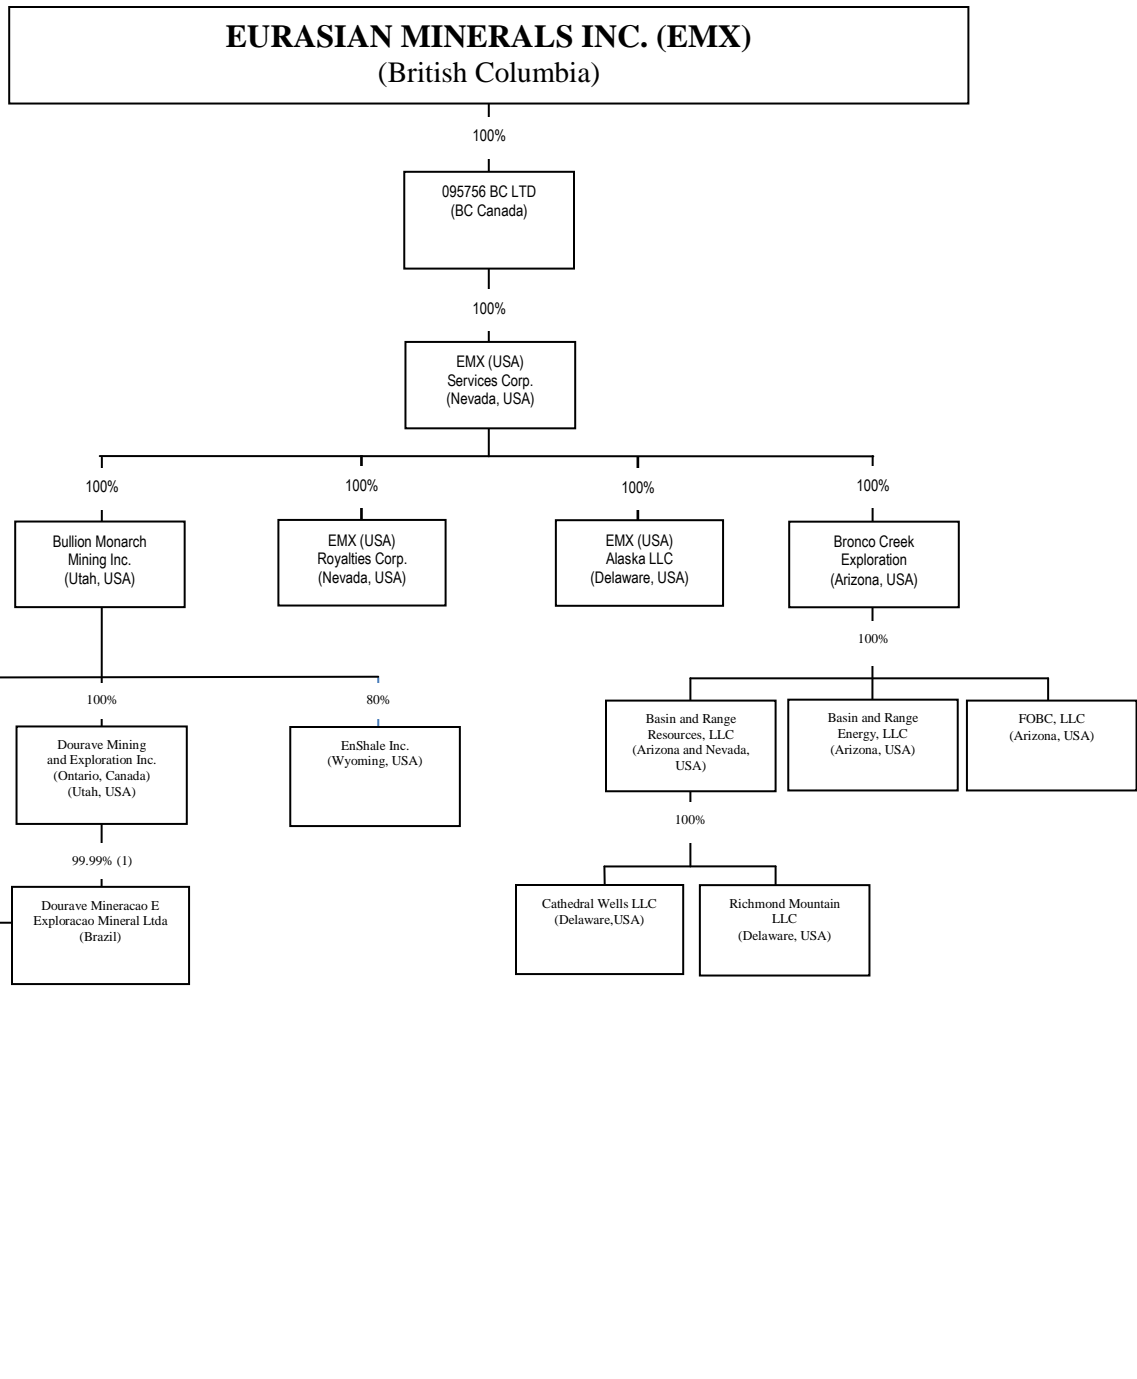 EURASIAN MINERALS INC. (EMX)
(British Columbia)
100%
095756 BC LTD
(BC Canada)
100%
EMX (USA)
Services Corp.
(Nevada, USA)
100%
100%
100%
100%
Bullion Monarch
Mining Inc.
(Utah, USA)
EMX (USA)
Royalties Corp.
(Nevada, USA)
EMX (USA)
Alaska LLC
(Delaware, USA)
Bronco Creek
Exploration
(Arizona, USA)
100%
100%
80%
Dourave Mining
and Exploration Inc.
(Ontario, Canada)
(Utah, USA)
EnShale Inc.
(Wyoming, USA)
Basin and Range
Resources, LLC
(Arizona and Nevada,
USA)
Basin and Range
Energy, LLC
(Arizona, USA)
FOBC, LLC
(Arizona, USA)
99.99% (1)
100%
Dourave Mineracao E
Exploracao Mineral Ltda
(Brazil)
Cathedral Wells LLC
(Delaware,USA)
Richmond Mountain
LLC
(Delaware, USA)